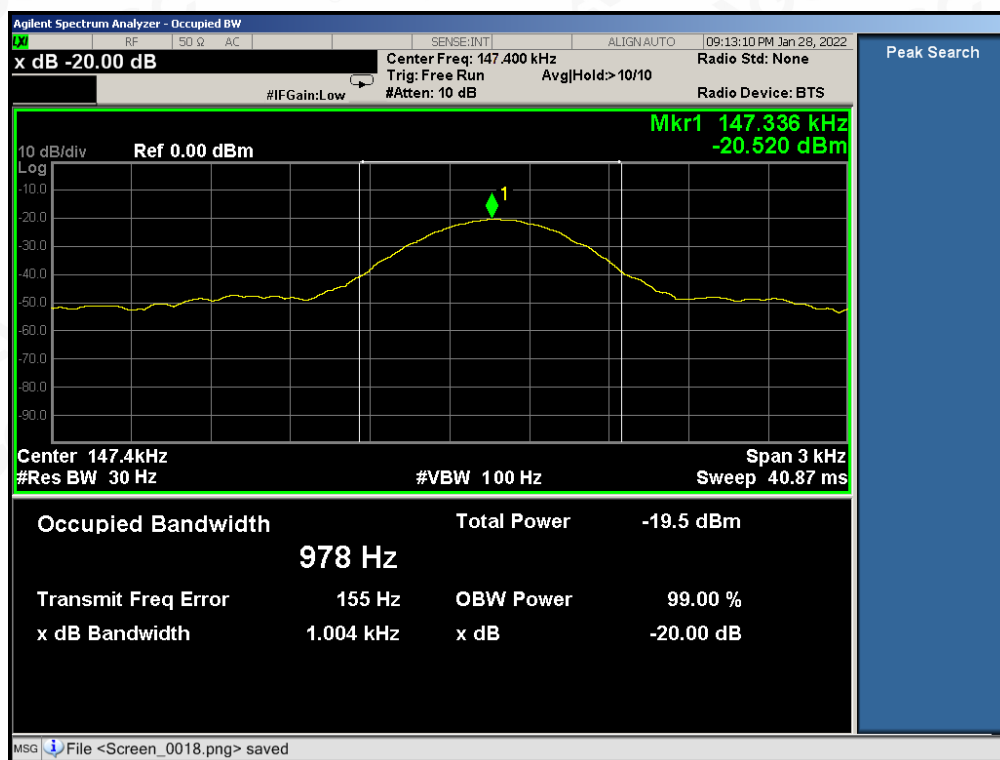 Agilent Spectrum Analyzer - Occupied BW
LXI RF 50 Ω AC SENSE:INT ALIGN AUTO 09:13:10 PM Jan 28, 2022
x dB -20.00 dB Center Freq: 147.400 kHz Radio Std: None
Trig: Free Run Avg|Hold:>10/10
#IFGain:Low #Atten: 10 dB Radio Device: BTS
Peak Search
Mkr1 147.336 kHz
10 dB/div Ref 0.00 dBm -20.520 dBm
Log
-10.0
1
-20.0
-30.0
-40.0
-50.0
-60.0
-70.0
-80.0
-90.0
Center 147.4kHz Span 3 kHz
#Res BW 30 Hz #VBW 100 Hz Sweep 40.87 ms
Occupied Bandwidth Total Power -19.5 dBm
978 Hz
Transmit Freq Error 155 Hz OBW Power 99.00 %
x dB Bandwidth 1.004 kHz x dB -20.00 dB
MSG File <Screen_0018.png> saved